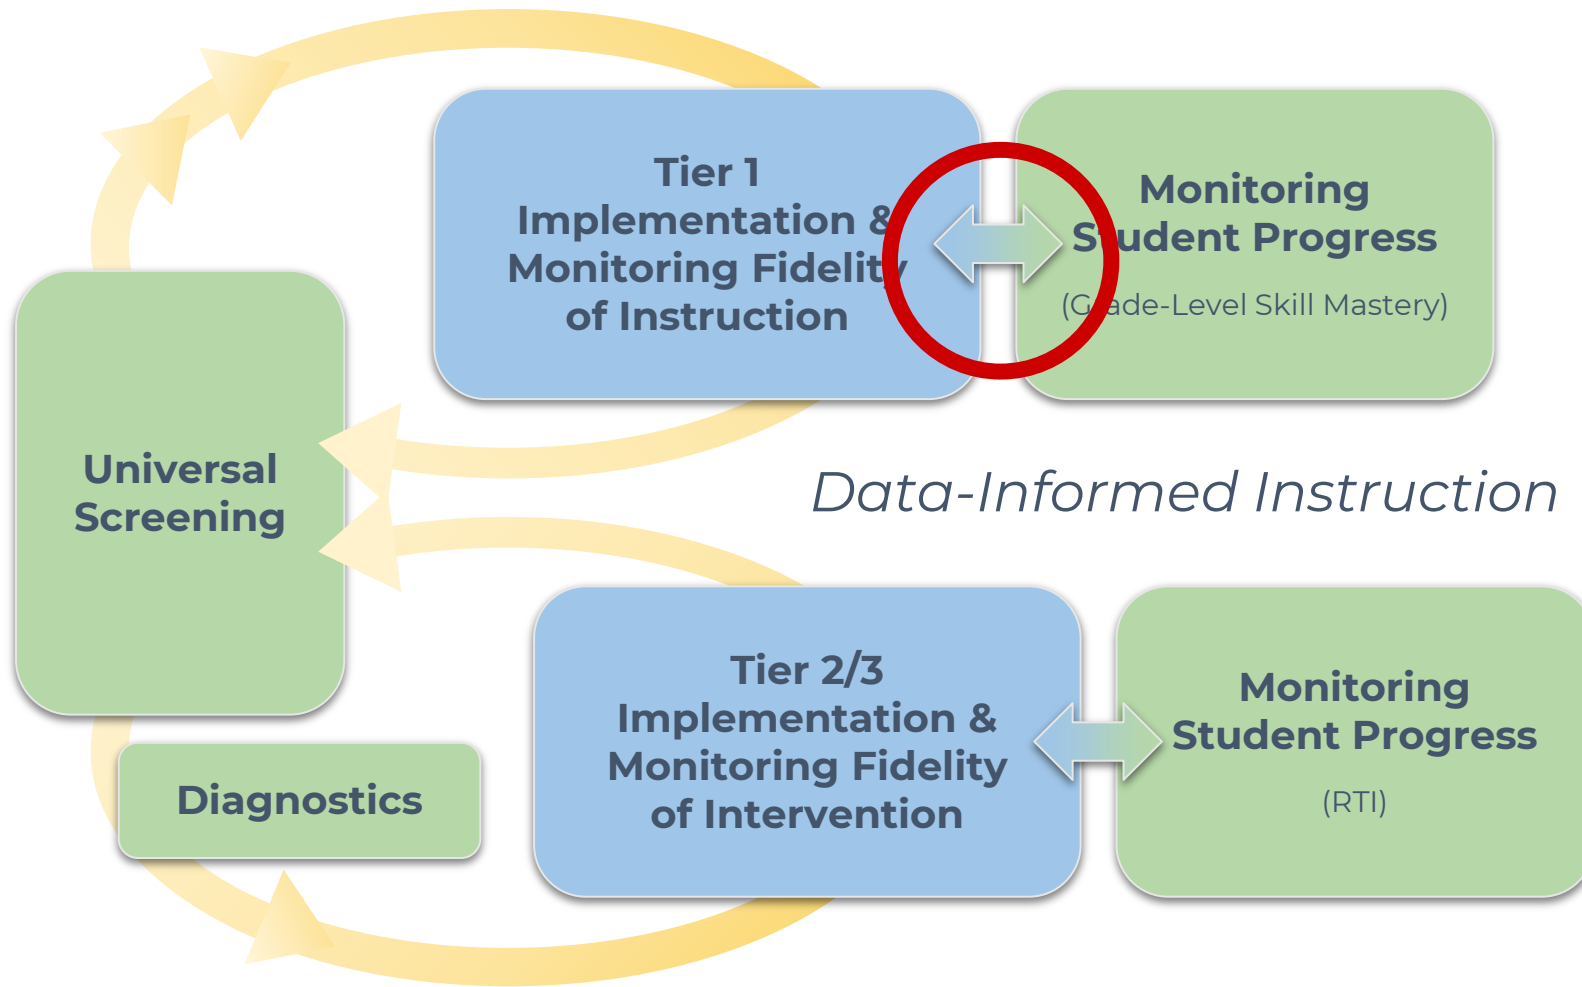 Tier 1
Implementation &
Monitoring Fidelity
of Instruction
Monitoring
Student Progress
(Grade-Level Skill Mastery)
Universal
Screening
Data-Informed Instruction
Tier 2/3
Implementation &
Monitoring Fidelity
of Intervention
Monitoring
Student Progress
(RTI)
Diagnostics